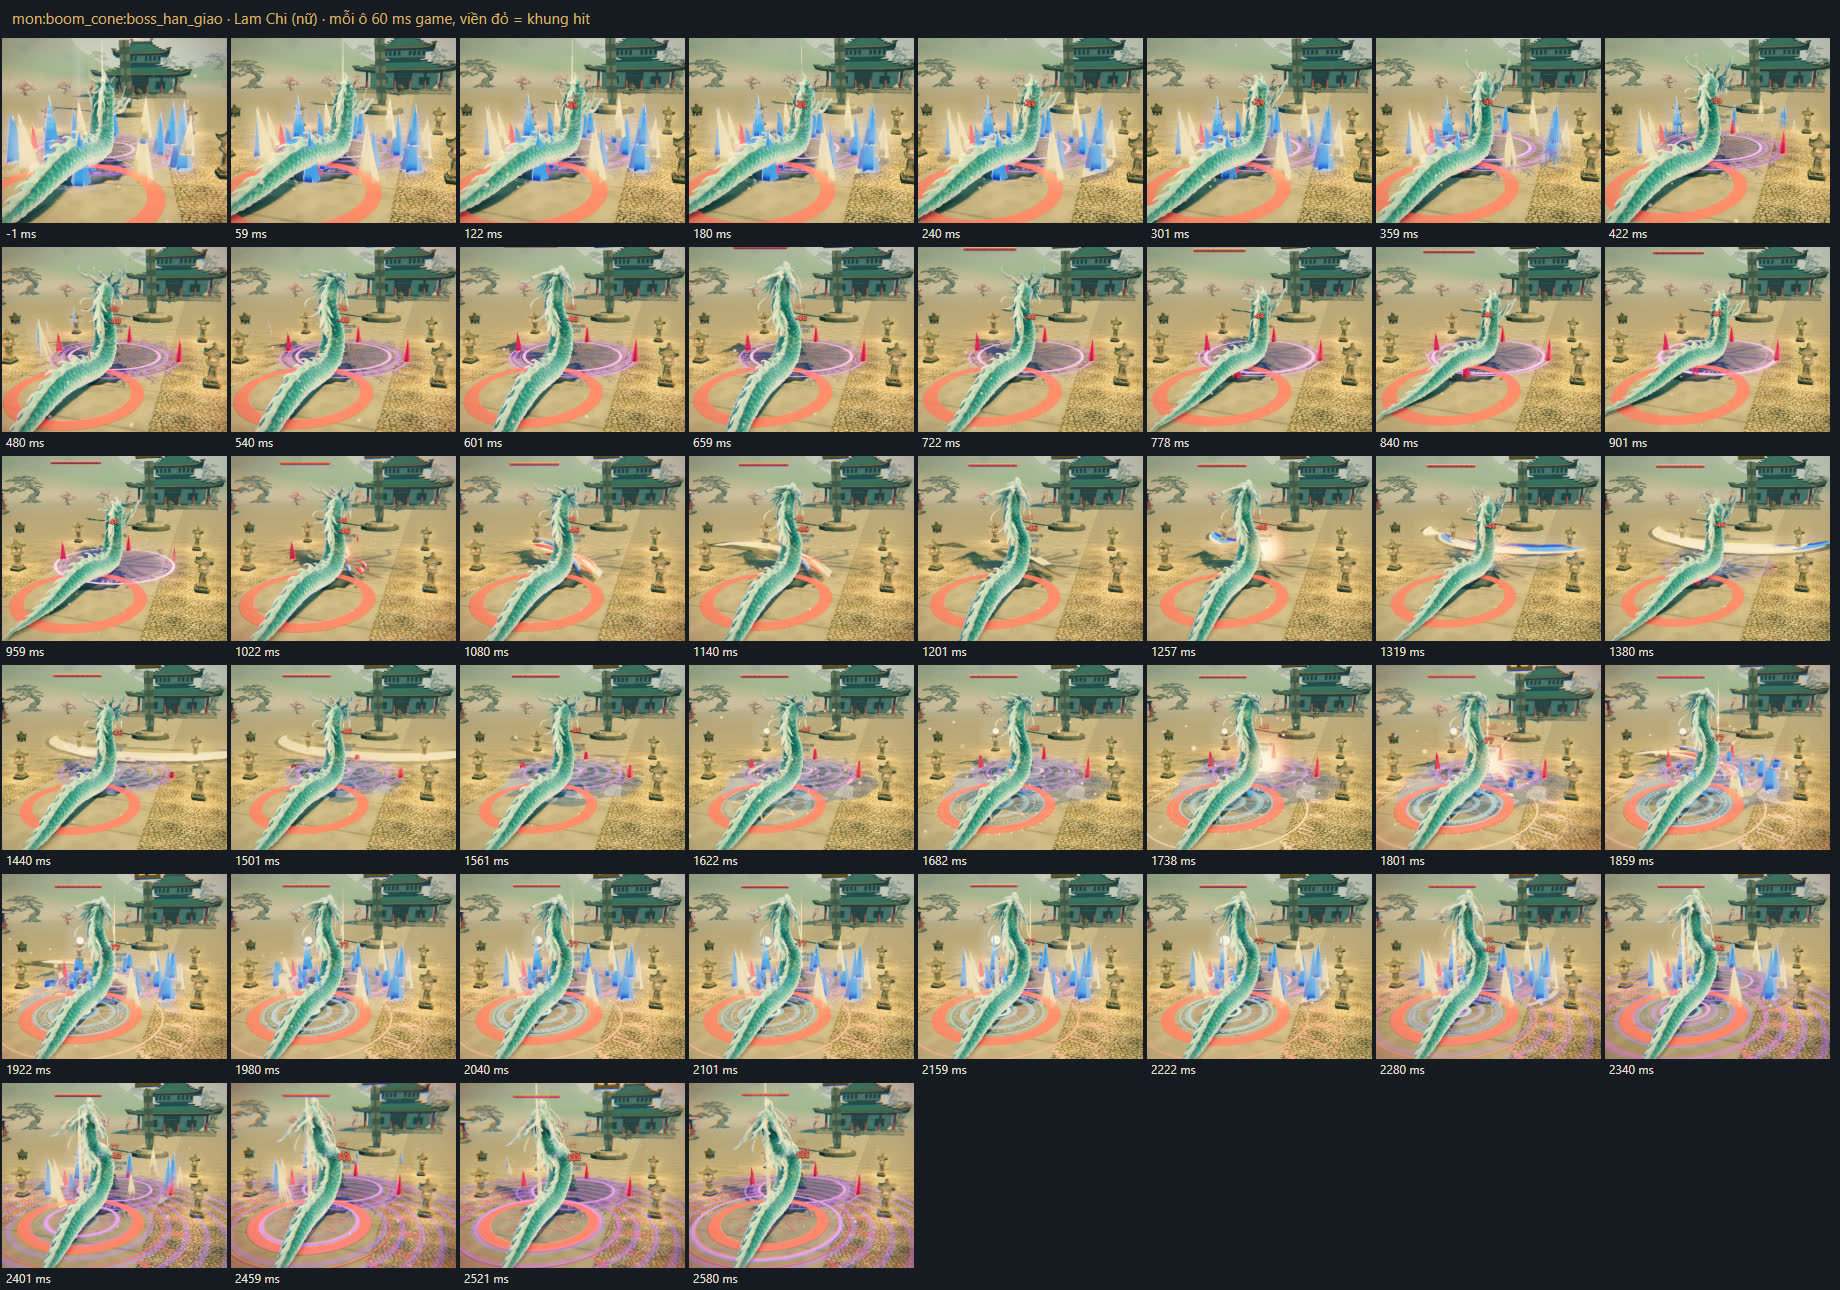 mon:boom_cone:boss_han_giao · Lam Chi (nữ) · mỗi ô 60 ms game, viền đỏ = khung hit
-1 ms
59 ms
122 ms
180 ms
240 ms
301 ms
359 ms
422 ms
480 ms
540 ms
601 ms
659 ms
722 ms
778 ms
840 ms
901 ms
959 ms
1022 ms
1080 ms
1140 ms
1201 ms
1257 ms
1319 ms
1380 ms
1440 ms
1501 ms
1561 ms
1622 ms
1682 ms
1738 ms
1801 ms
1859 ms
1922 ms
1980 ms
2040 ms
2101 ms
2159 ms
2222 ms
2280 ms
2340 ms
2401 ms
2459 ms
2521 ms
2580 ms